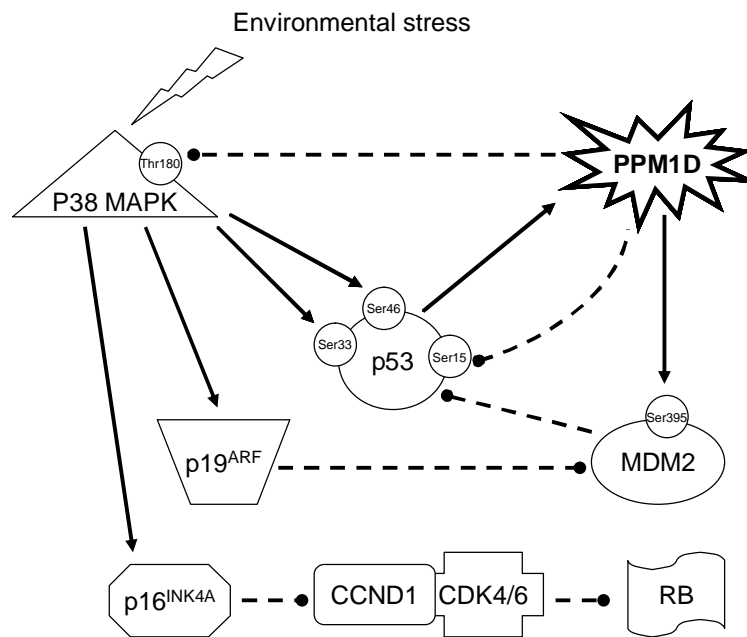 Environmental stress
Thr180
P38 MAPK
PPM1D
Ser46
Ser33
p53
Ser15
Ser395
p19ARF
MDM2
p16INK4A
CCND1
CDK4/6
RB